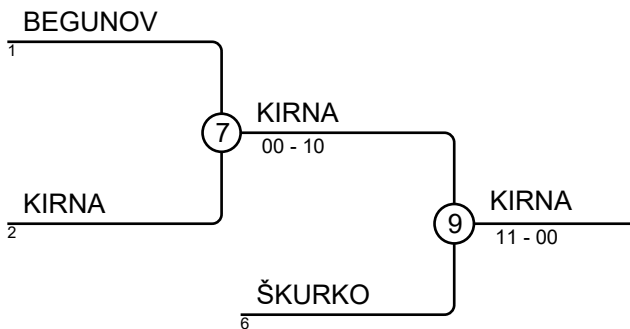 BEGUNOV
1
KIRNA
7
00 - 10
KIRNA
2
KIRNA
9
11 - 00
ŠKURKO
6